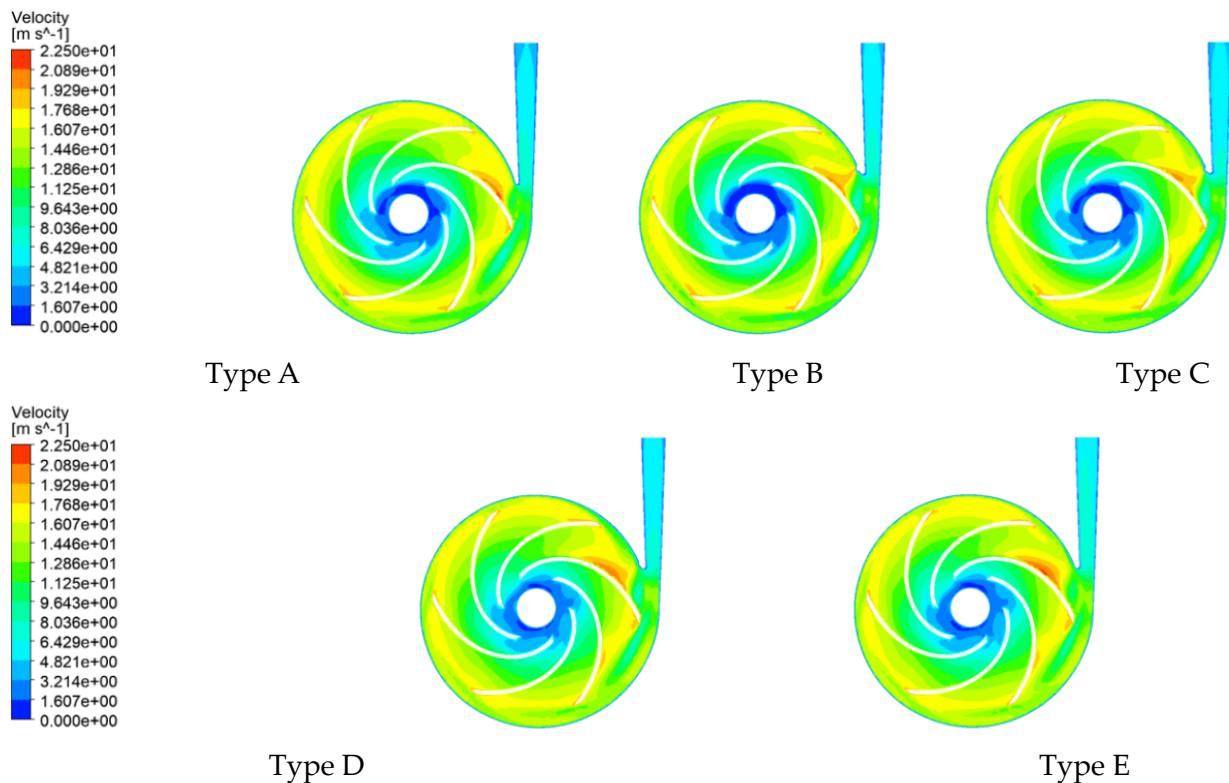 Velocity
[m s^-1]
2.250e+01
2.089e+01
1.929e+01
1.768e+01
1.607e+01
1.446e+01
1.286e+01
1.125e+01
9.643e+00
8.036e+00
6.429e+00
4.821e+00
3.214e+00
1.607e+00
0.000e+00
Type A Type B Type C
Velocity
[m s^-1]
2.250e+01
2.089e+01
1.929e+01
1.768e+01
1.607e+01
1.446e+01
1.286e+01
1.125e+01
9.643e+00
8.036e+00
6.429e+00
4.821e+00
3.214e+00
1.607e+00
0.000e+00
Type D Type E